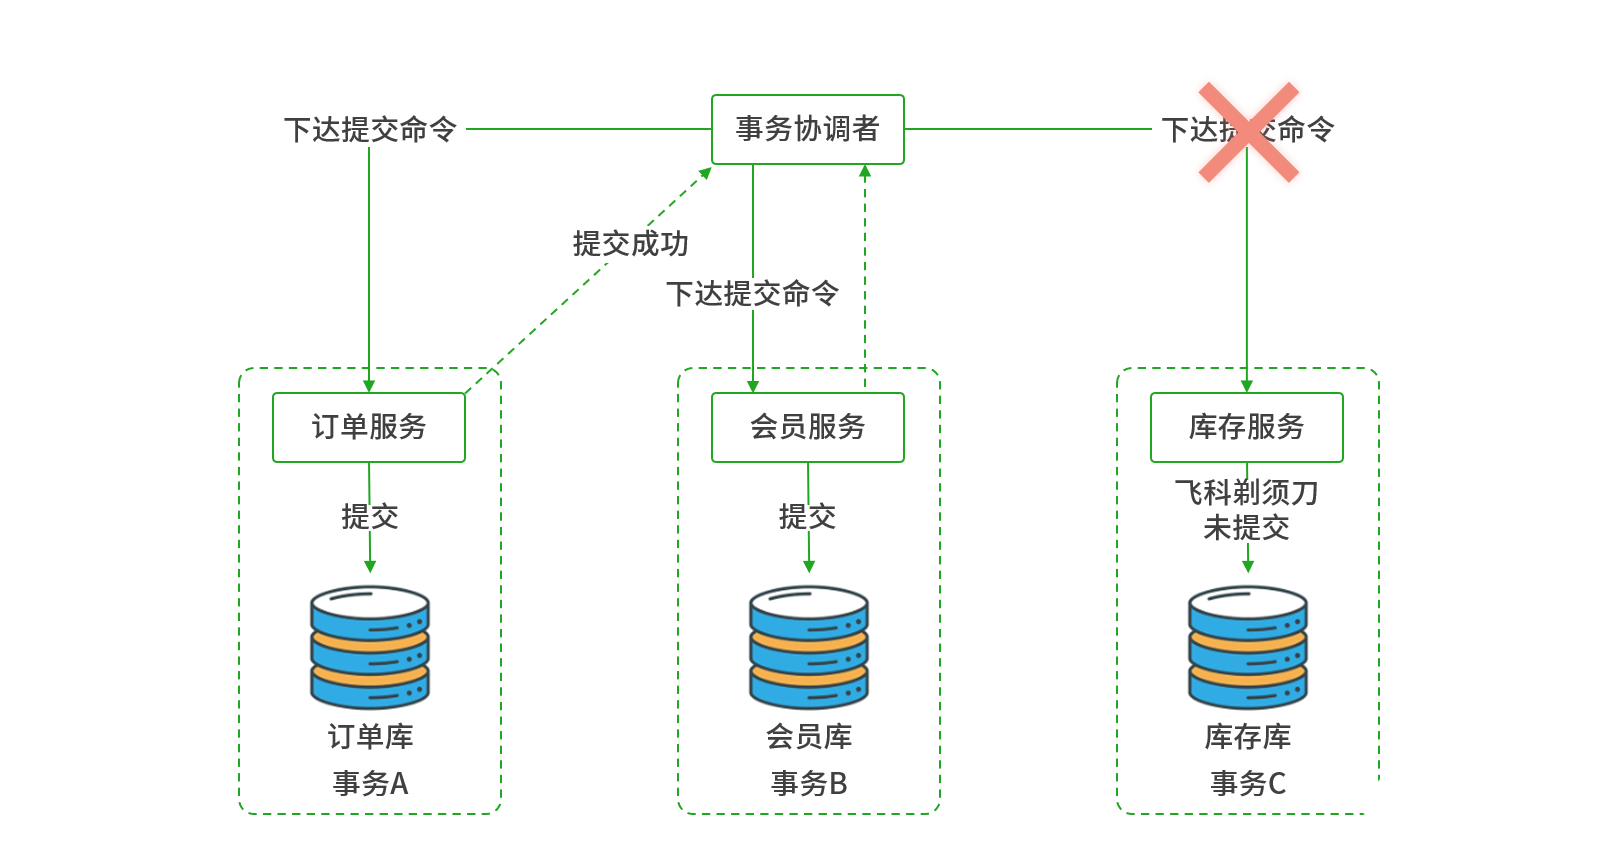 下达提交命令
事务协调者
下达提交命令
提交成功
下达提交命令
订单服务
会员服务
库存服务
提交
提交
飞科剃须刀
未提交
订单库
会员库
库存库
事务A
事务B
事务C